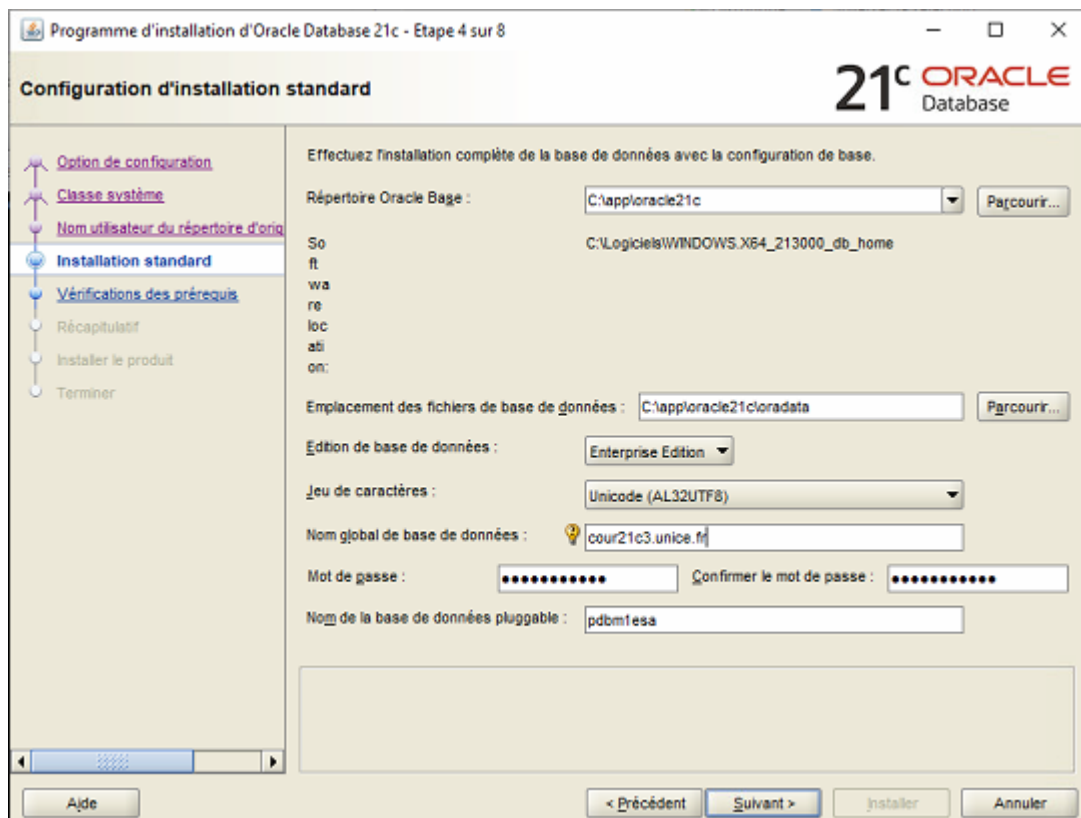 Programme d'installation d'Oracle Database 21c - Etape 4 sur 8
Configuration d'installation standard
21c ORACLE
Database
Option de configuration
Classe système
Nom utilisateur du répertoire d'orig
Installation standard
Vérifications des prérequis
Récapitulatif
Installer le produit
Terminer
Effectuez l'installation complète de la base de données avec la configuration de base.
Répertoire Oracle Base : C:\app\oracle21c Parcourir...
So C:\Logiciels\WINDOWS.X64_213000_db_home
ft
wa
re
loc
ati
on:
Emplacement des fichiers de base de données : C:\app\oracle21c\oradata Parcourir...
Edition de base de données : Enterprise Edition
Jeu de caractères : Unicode (AL32UTF8)
Nom global de base de données : cour21c3.unice.fr
Mot de passe : ●●●●●●●●●●● Confirmer le mot de passe : ●●●●●●●●●●●
Nom de la base de données pluggable : pdbm1esa
Aide < Précédent Suivant > Installer Annuler